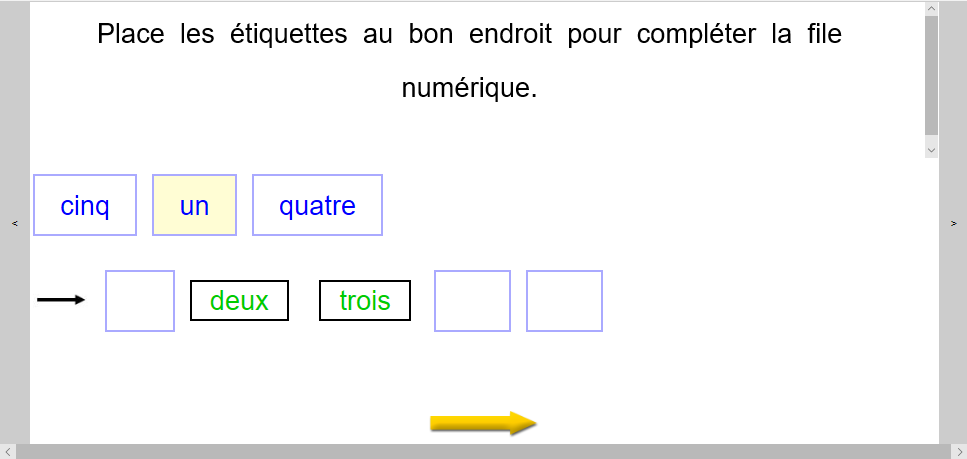 Place les étiquettes au bon endroit pour compléter la file
numérique.
cinq un quatre
deux trois